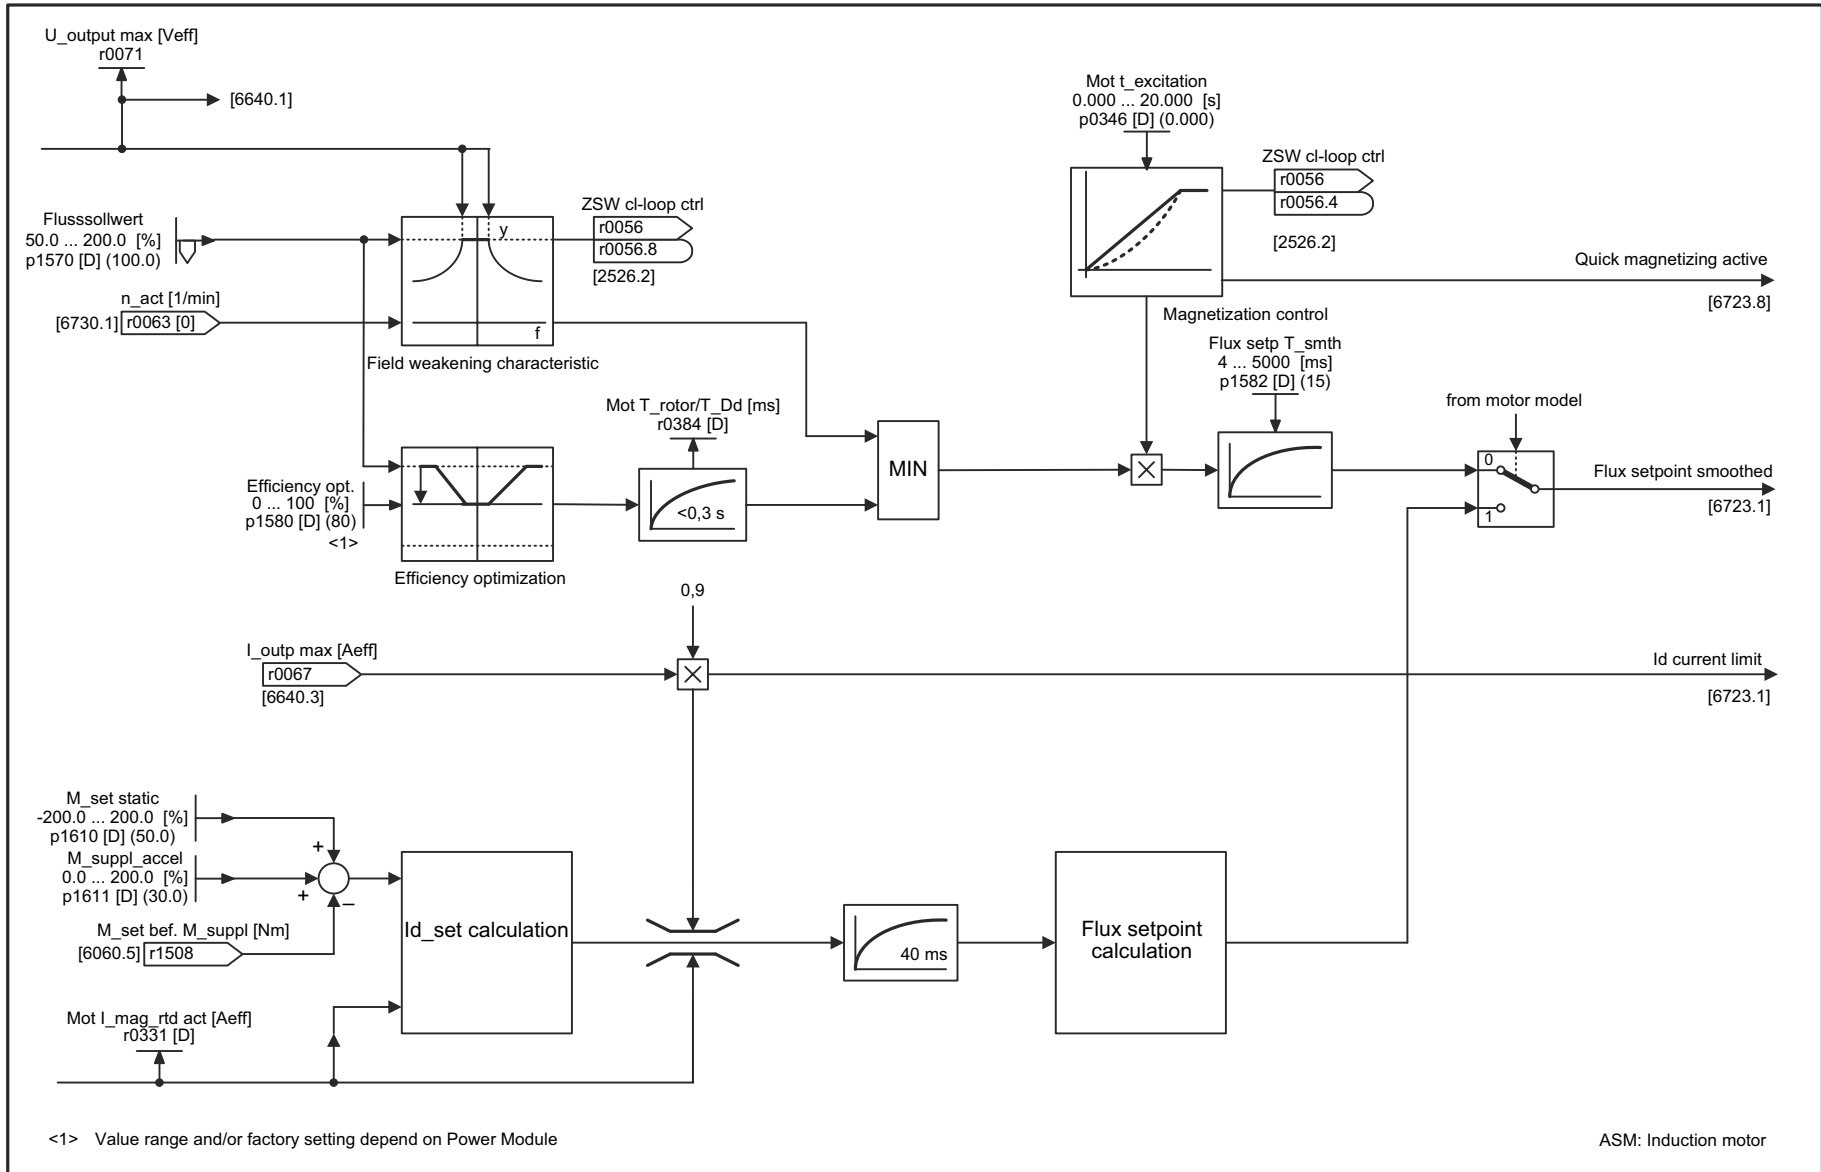 U_output max [Veff]
r0071
[6640.1]
Mot t_excitation
0.000 ... 20.000 [s]
p0346 [D] (0.000)
ZSW cl-loop ctrl
r0056
r0056.4
[2526.2]
Flusssollwert
50.0 ... 200.0 [%]
p1570 [D] (100.0)
y
f
ZSW cl-loop ctrl
r0056
r0056.8
[2526.2]
Quick magnetizing active
[6723.8]
n_act [1/min]
[6730.1] r0063 [0]
Field weakening characteristic
Magnetization control
Flux setp T_smth
4 ... 5000 [ms]
p1582 [D] (15)
Mot T_rotor/T_Dd [ms]
r0384 [D]
from motor model
MIN
0
1
Flux setpoint smoothed
[6723.1]
Efficiency opt.
0 ... 100 [%]
p1580 [D] (80)
<1>
<0,3 s
Efficiency optimization
0,9
I_outp max [Aeff]
r0067
[6640.3]
Id current limit
[6723.1]
M_set static
-200.0 ... 200.0 [%]
p1610 [D] (50.0)
+
M_suppl_accel
0.0 ... 200.0 [%]
p1611 [D] (30.0)
+
–
M_set bef. M_suppl [Nm]
[6060.5] r1508
Id_set calculation
40 ms
Flux setpoint
calculation
Mot I_mag_rtd act [Aeff]
r0331 [D]
<1> Value range and/or factory setting depend on Power Module
ASM: Induction motor